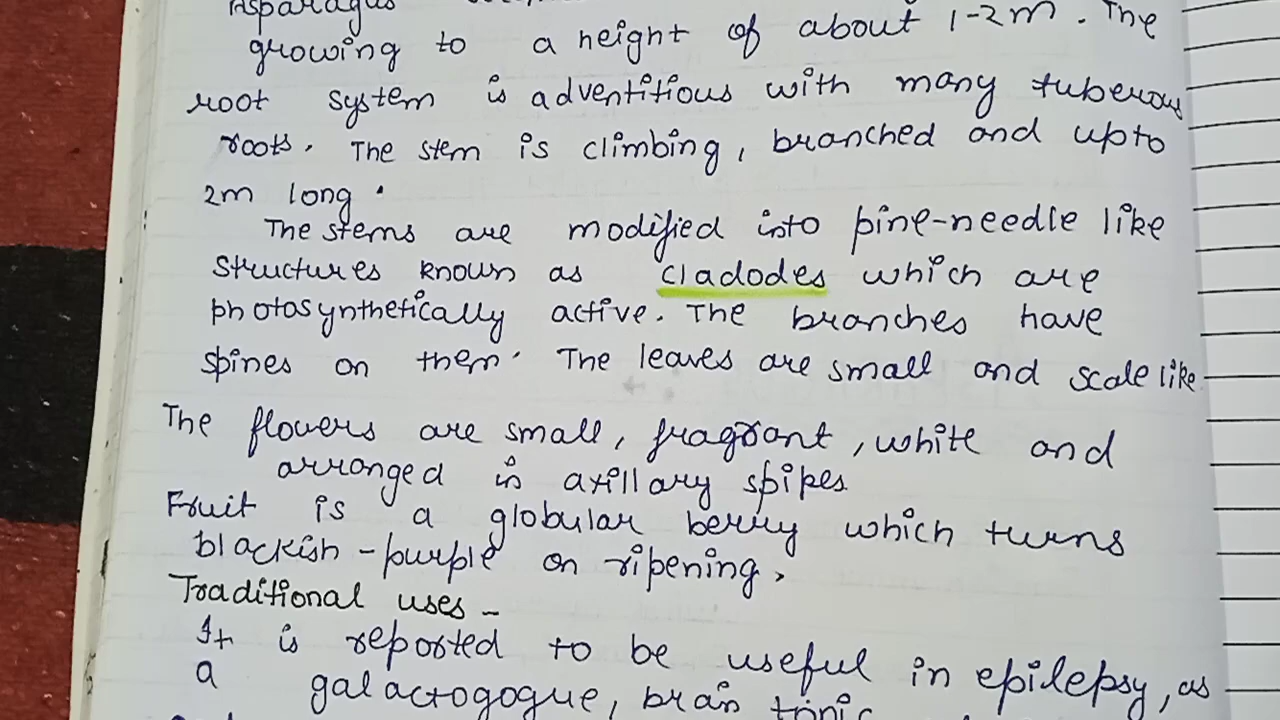 Asparagus
growing to a height of about 1-2m. The
root system is adventitious with many tuberous
roots. The stem is climbing, branched and upto
2m long.
The stems are modified into pine-needle like
structures known as cladodes which are
photosynthetically active. The branches have
spines on them. The leaves are small and scale like
The flowers are small, fragrant, white and
arranged in axillary spikes
Fruit is a globular berry which turns
blackish-purple on ripening.
Traditional uses -
It is reported to be useful in epilepsy, as
a galactogogue, brain tonic